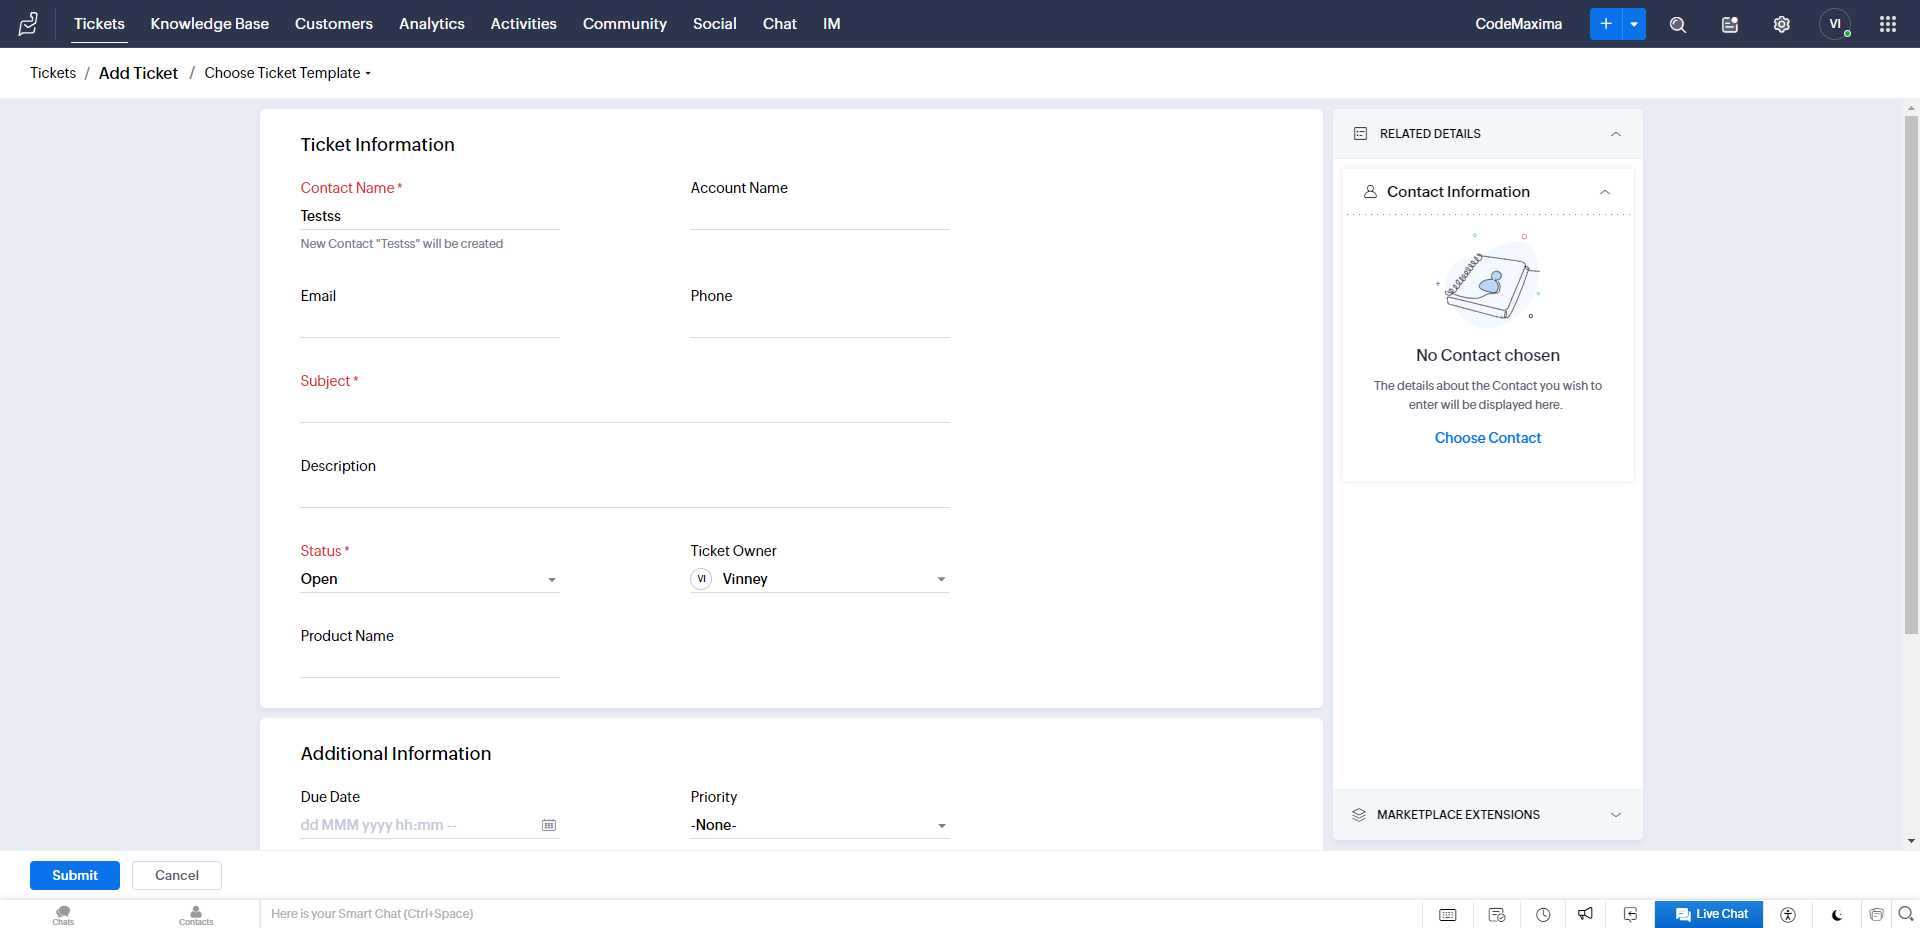 Tickets Knowledge Base Customers Analytics Activities Community Social Chat IM CodeMaxima VI
Tickets / Add Ticket / Choose Ticket Template
Ticket Information
Contact Name * Account Name
Testss
New Contact "Testss" will be created
Email Phone
Subject *
Description
Status * Ticket Owner
Open VI Vinney
Product Name
Additional Information
Due Date Priority
dd MMM yyyy hh:mm -- -None-
RELATED DETAILS
Contact Information
No Contact chosen
The details about the Contact you wish to
enter will be displayed here.
Choose Contact
MARKETPLACE EXTENSIONS
Submit Cancel
Chats Contacts Here is your Smart Chat (Ctrl+Space) Live Chat